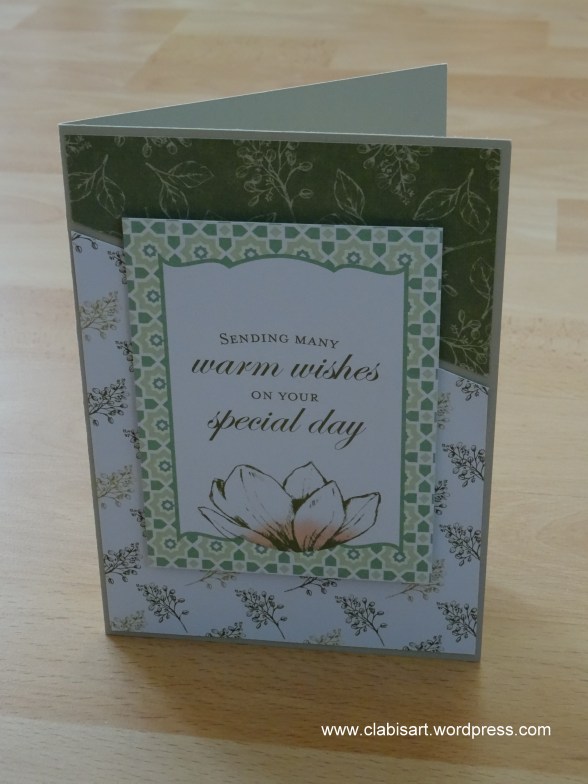 Sending many
warm wishes
on your
special day
www.clabisart.wordpress.com